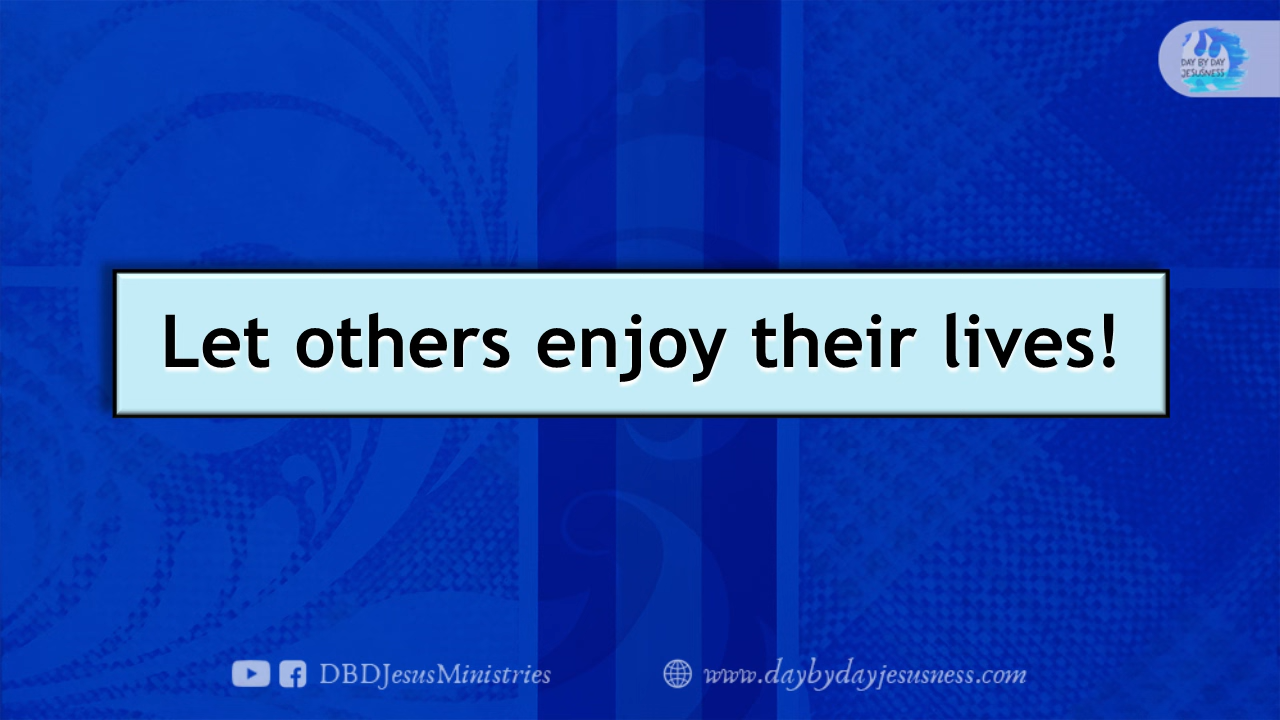 DAY BY DAY
JESUSNESS
Let others enjoy their lives!
DBDJesusMinistries
www.daybydayjesusness.com